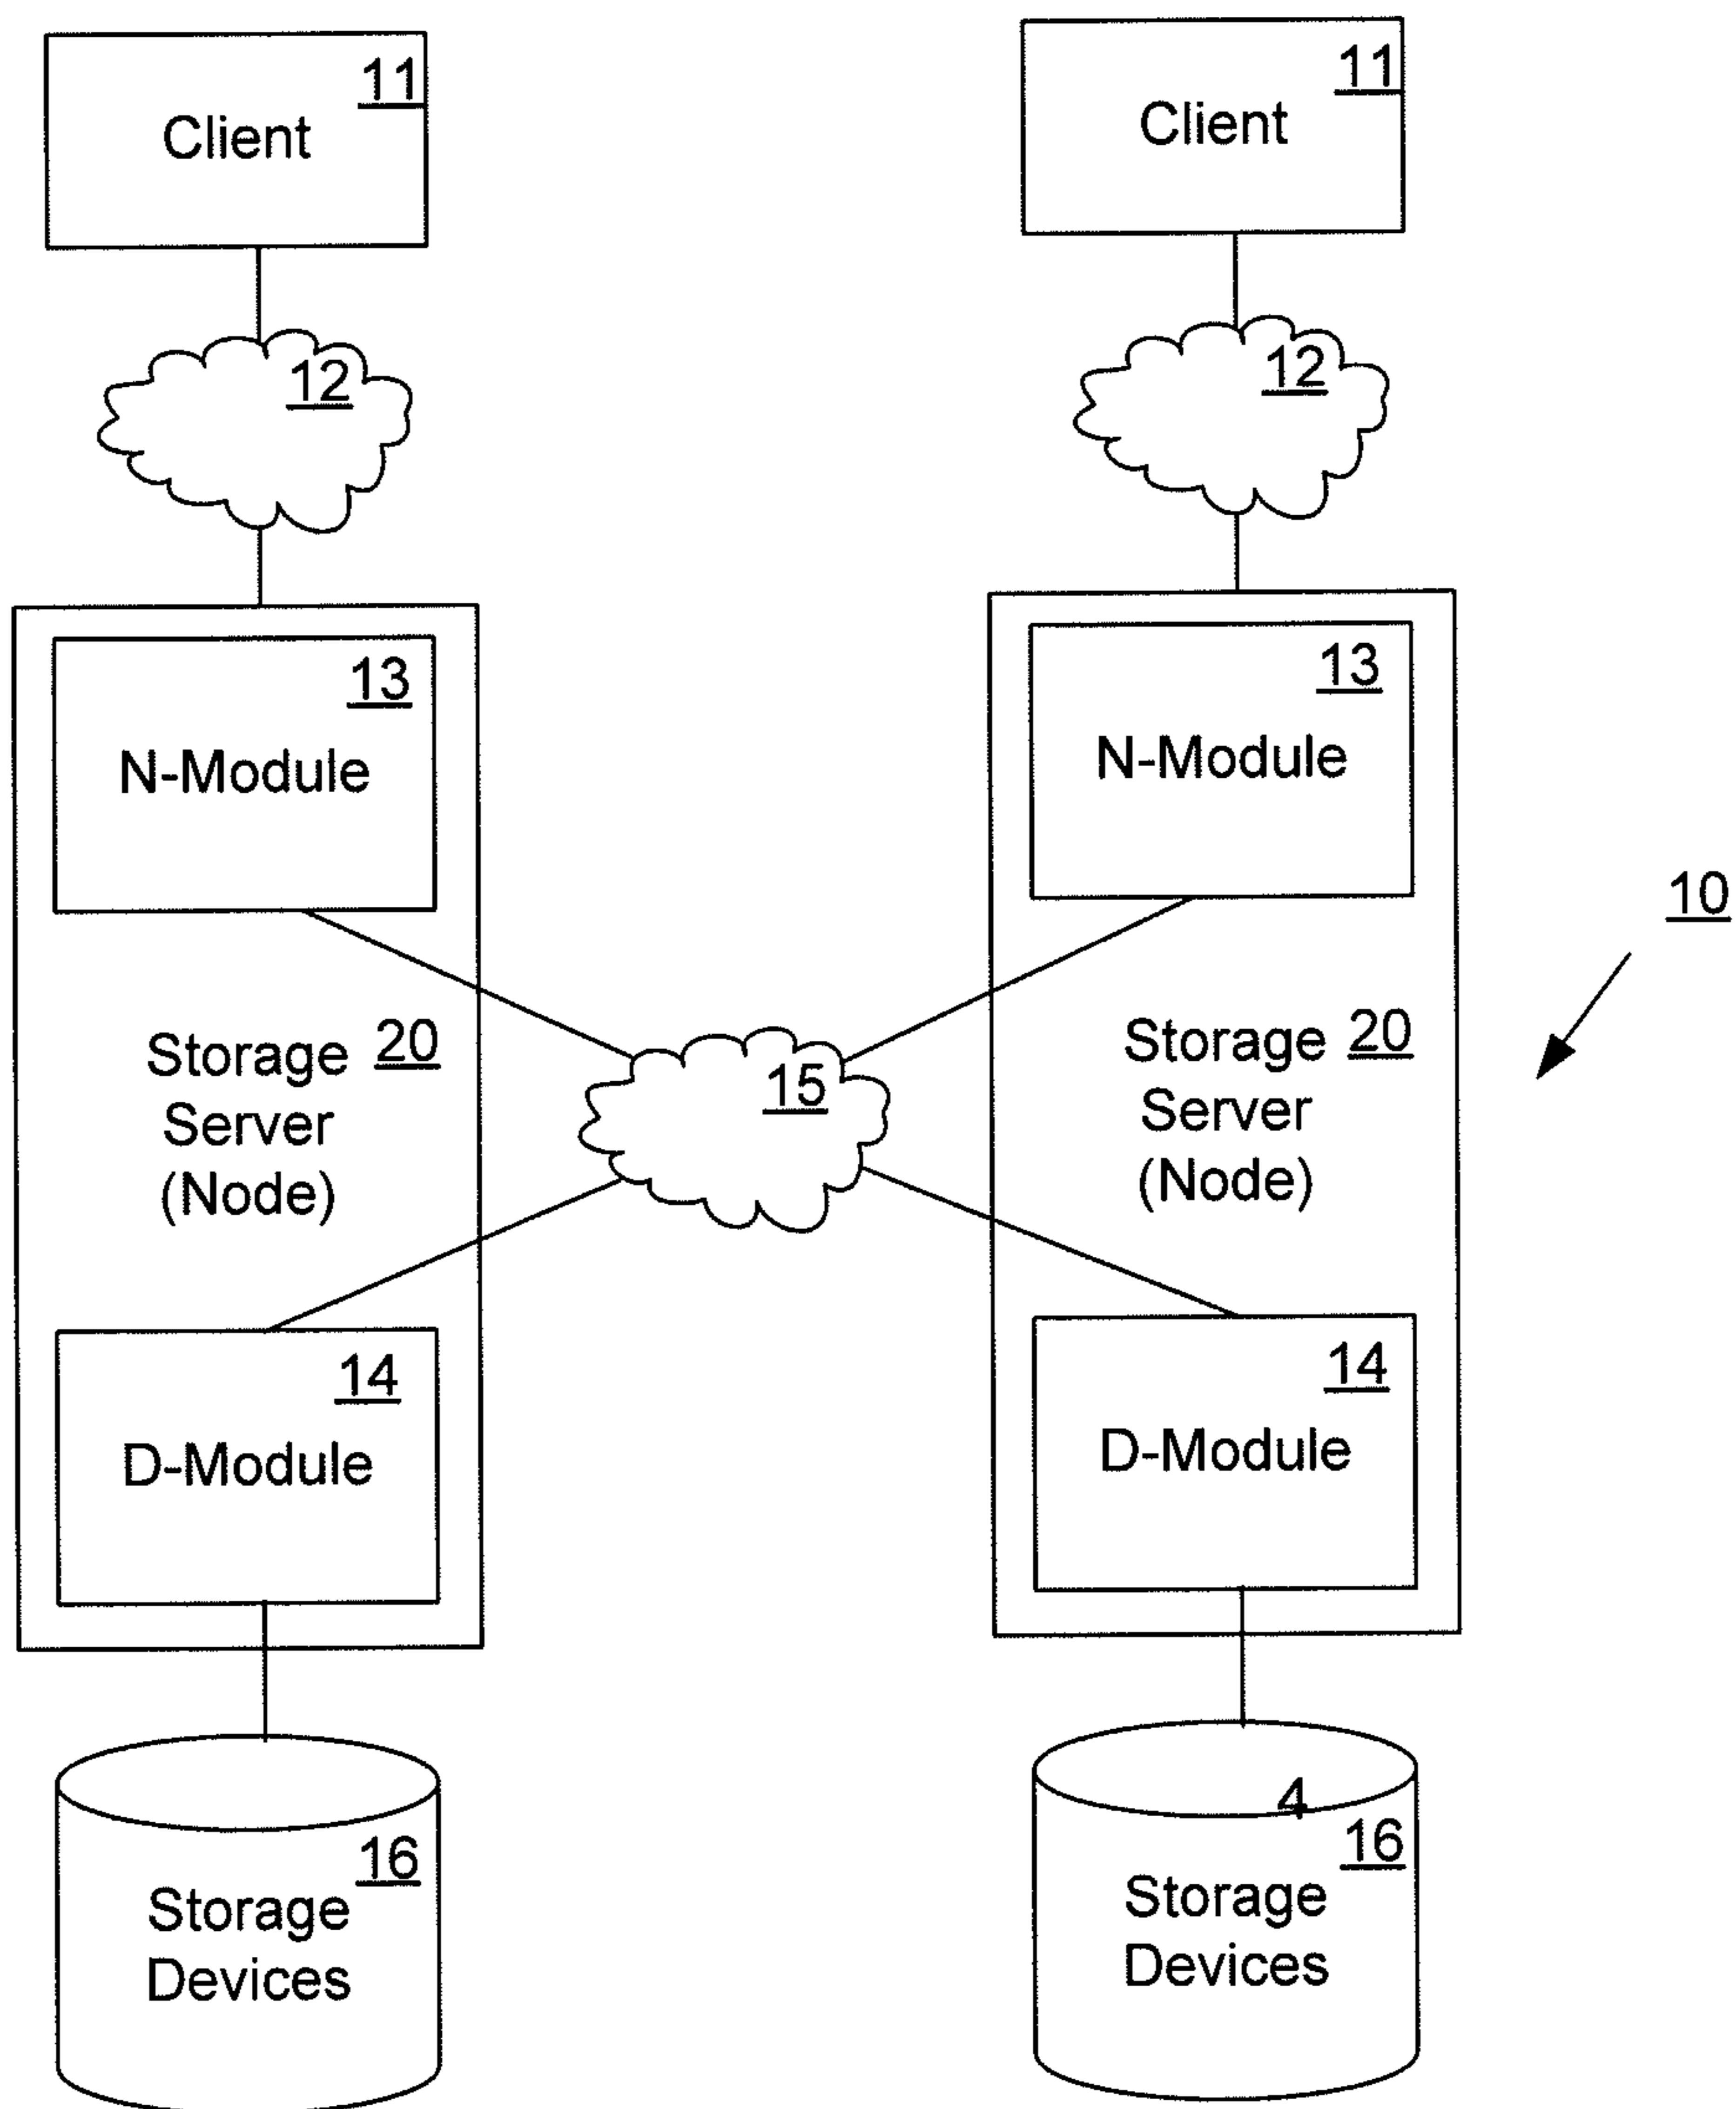 11
Client
11
Client
12
12
13
N-Module
13
N-Module
10
Storage 20
Server
(Node)
15
Storage 20
Server
(Node)
14
D-Module
14
D-Module
4
16
Storage
Devices
16
Storage
Devices